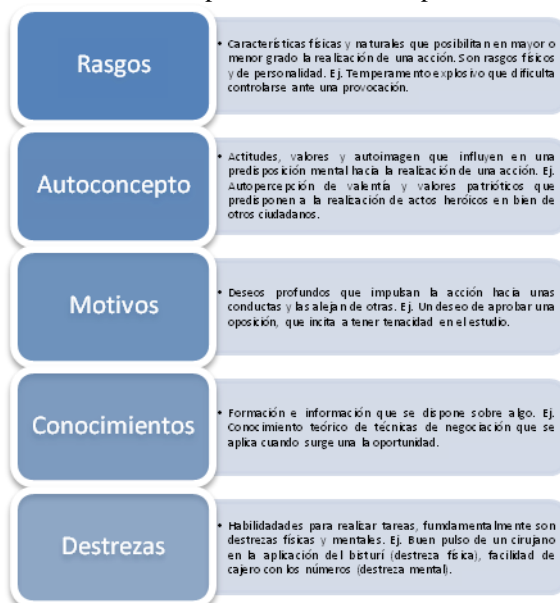 Rasgos
• Características físicas y naturales que posibilitan en mayor o
menor grado la realización de una acción. Son rasgos físicos
y de personalidad. Ej. Temperamento explosivo que dificulta
controlarse ante una provocación.
Autoconcepto
• Actitudes, valores y autoimagen que influyen en una
predisposición mental hacia la realización de una acción. Ej.
Autopercepción de valentía y valores patrióticos que
predisponen a la realización de actos heróicos en bien de
otros ciudadanos.
Motivos
• Deseos profundos que impulsan la acción hacia unas
conductas y las alejan de otras. Ej. Un deseo de aprobar una
oposición, que incita a tener tenacidad en el estudio.
Conocimientos
• Formación e información que se dispone sobre algo. Ej.
Conocimiento teórico de técnicas de negociación que se
aplica cuando surge una la oportunidad.
Destrezas
• Habilidadades para realizar tareas, fumdamentalmente son
destrezas físicas y mentales. Ej. Buen pulso de un cirujano
en la aplicación del bisturí (destreza física), facilidad de
cajero con los números (destreza mental).